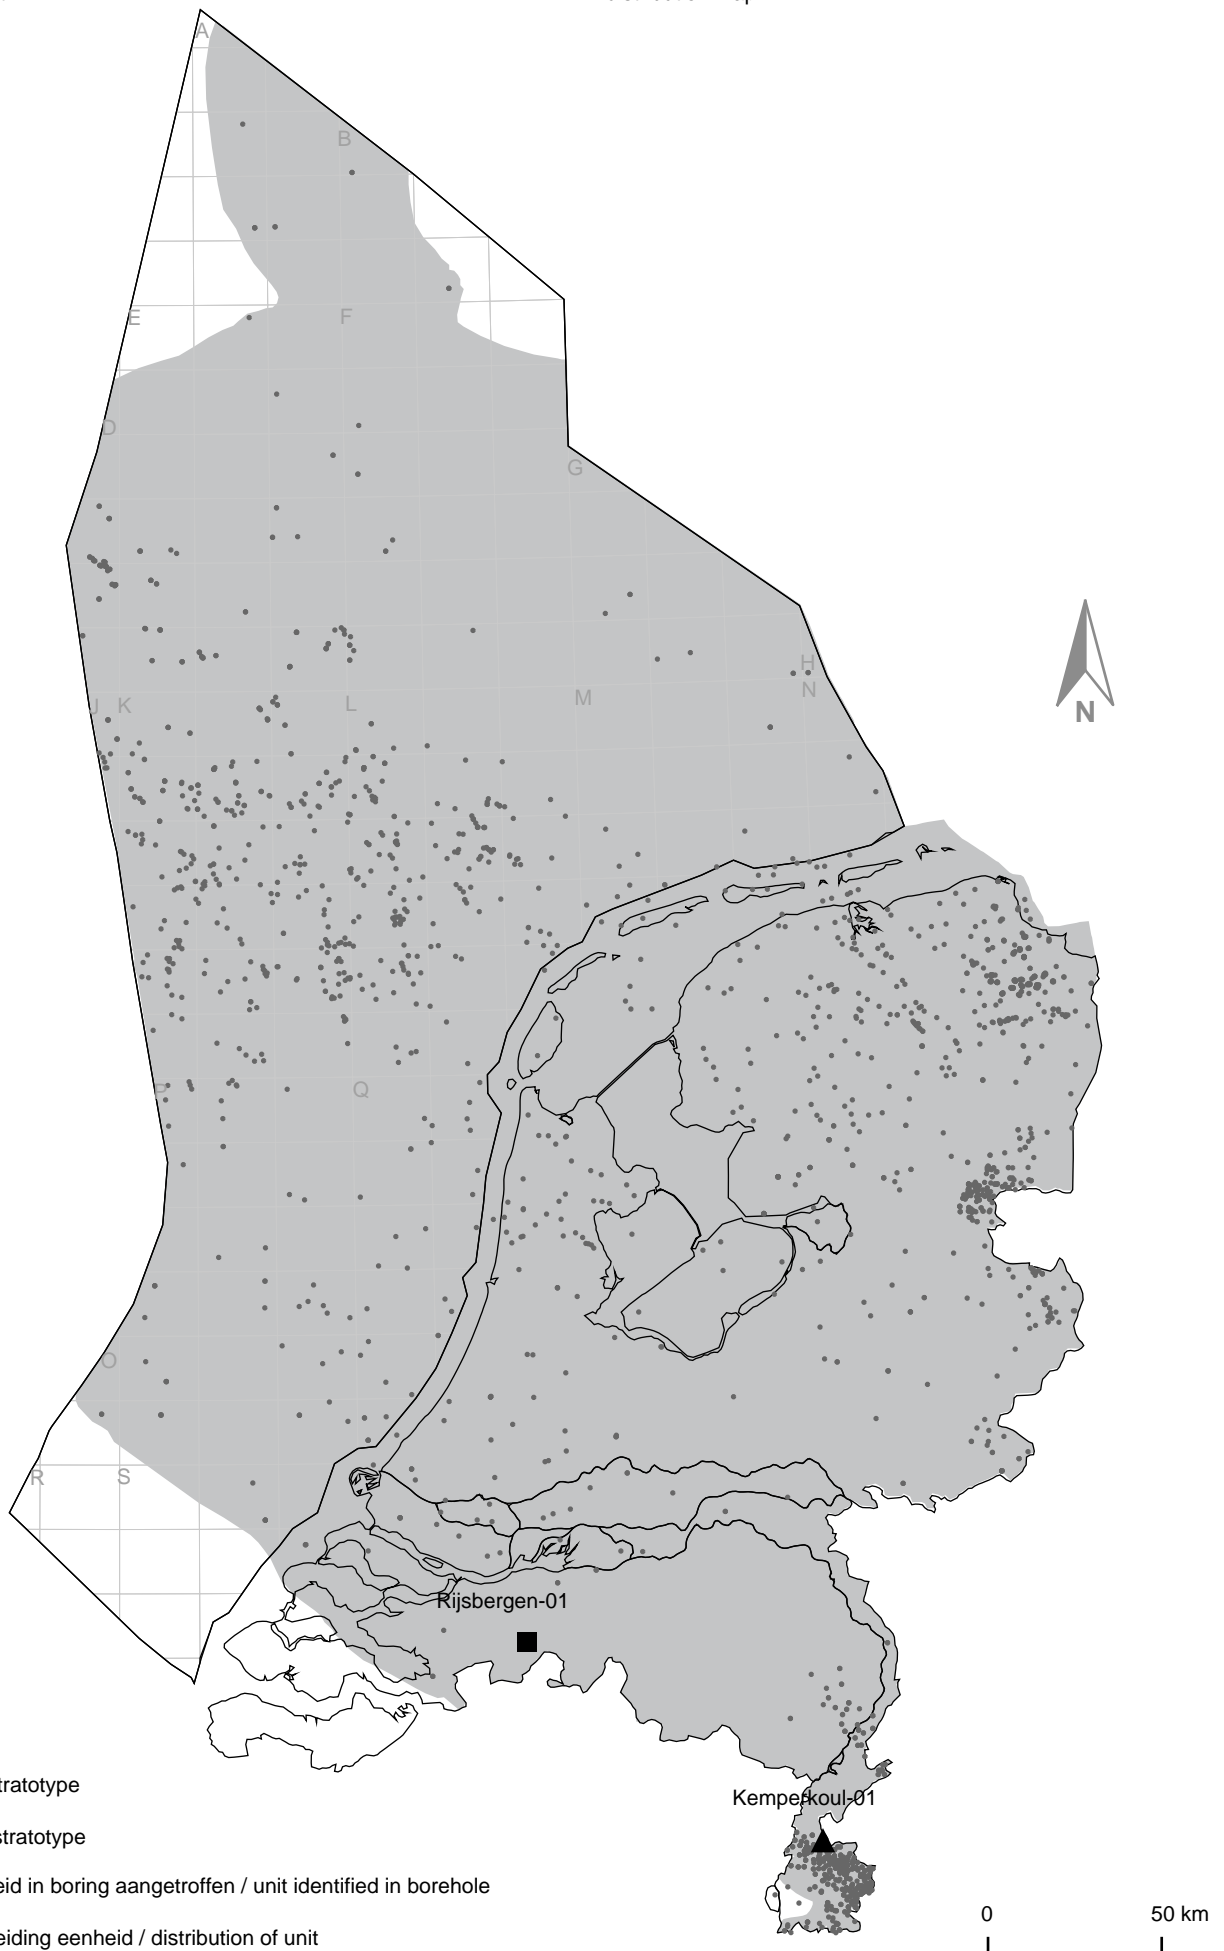 A
B
E
F
D
G
H
N
J K
L
M
N
P
Q
O
R
S
Rijsbergen-01
Kemperkoul-01
tratotype
stratotype
eid in boring aangetroffen / unit identified in borehole
eiding eenheid / distribution of unit
0
50 km